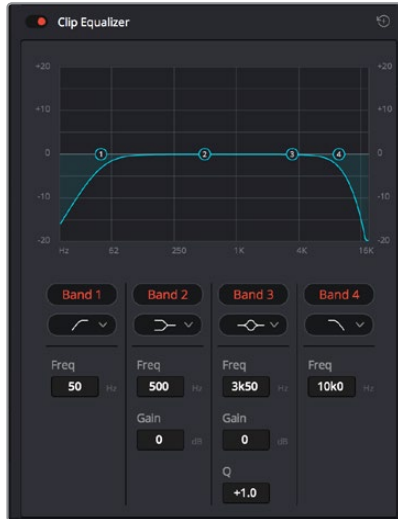 Clip Equalizer
+20 +20
+10 +10
1 2 3 4
0 0
-10 -10
-20 -20
Hz 62 250 1K 4K 16K
Band 1 Band 2 Band 3 Band 4
Freq Freq Freq Freq
50 Hz 500 Hz 3k50 Hz 10k0 Hz
Gain Gain
0 dB 0 dB
Q
+1.0